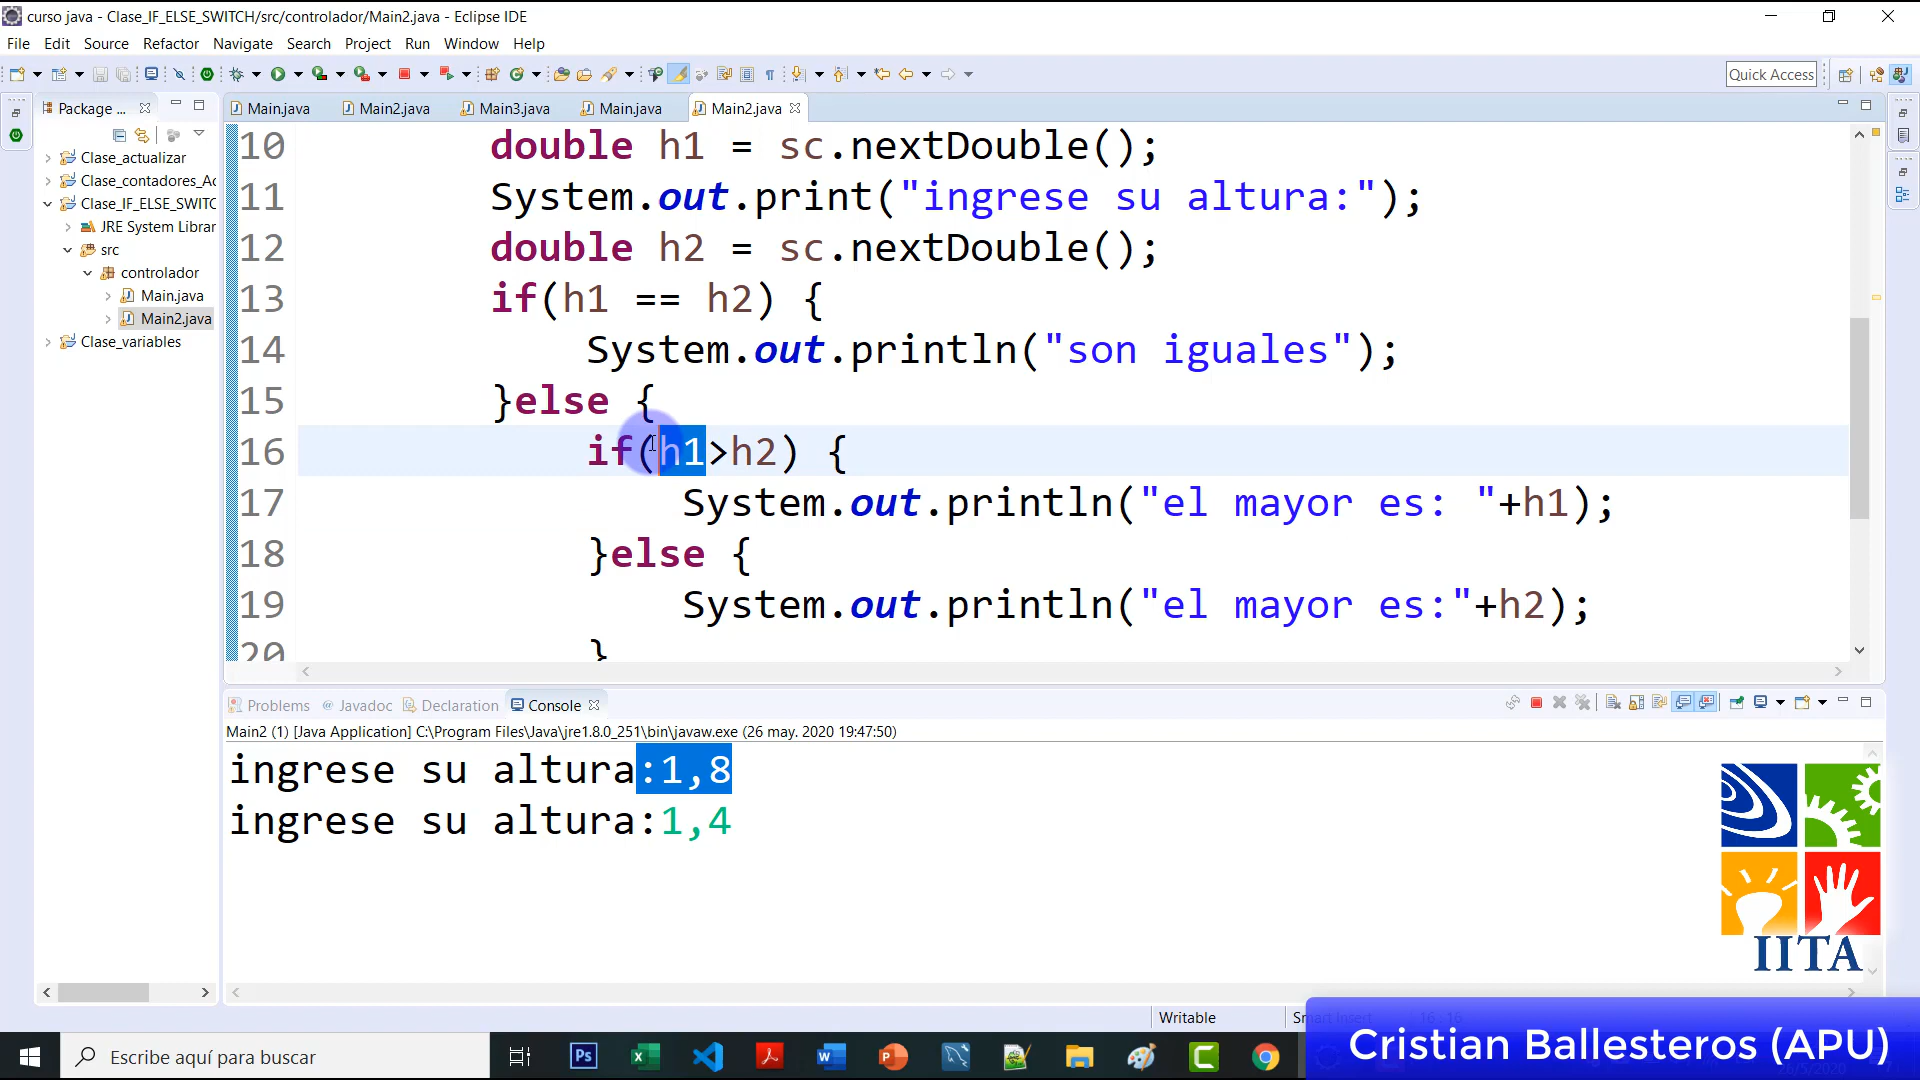 curso java - Clase_IF_ELSE_SWITCH/src/controlador/Main2.java - Eclipse IDE
File Edit Source Refactor Navigate Search Project Run Window Help
Quick Access
Package ...
Main.java Main2.java Main3.java Main.java Main2.java
Clase_actualizar
Clase_contadores_Ac
Clase_IF_ELSE_SWITC
JRE System Librar
src
controlador
Main.java
Main2.java
Clase_variables
10 double h1 = sc.nextDouble();
11 System.out.print("ingrese su altura:");
12 double h2 = sc.nextDouble();
13 if(h1 == h2) {
14 System.out.println("son iguales");
15 }else {
16 if(h1>h2) {
17 System.out.println("el mayor es: "+h1);
18 }else {
19 System.out.println("el mayor es:"+h2);
20 }
Problems @ Javadoc Declaration Console
Main2 (1) [Java Application] C:\Program Files\Java\jre1.8.0_251\bin\javaw.exe (26 may. 2020 19:47:50)
ingrese su altura:1,8
ingrese su altura:1,4
IITA
Writable
Cristian Ballesteros (APU)
Escribe aquí para buscar